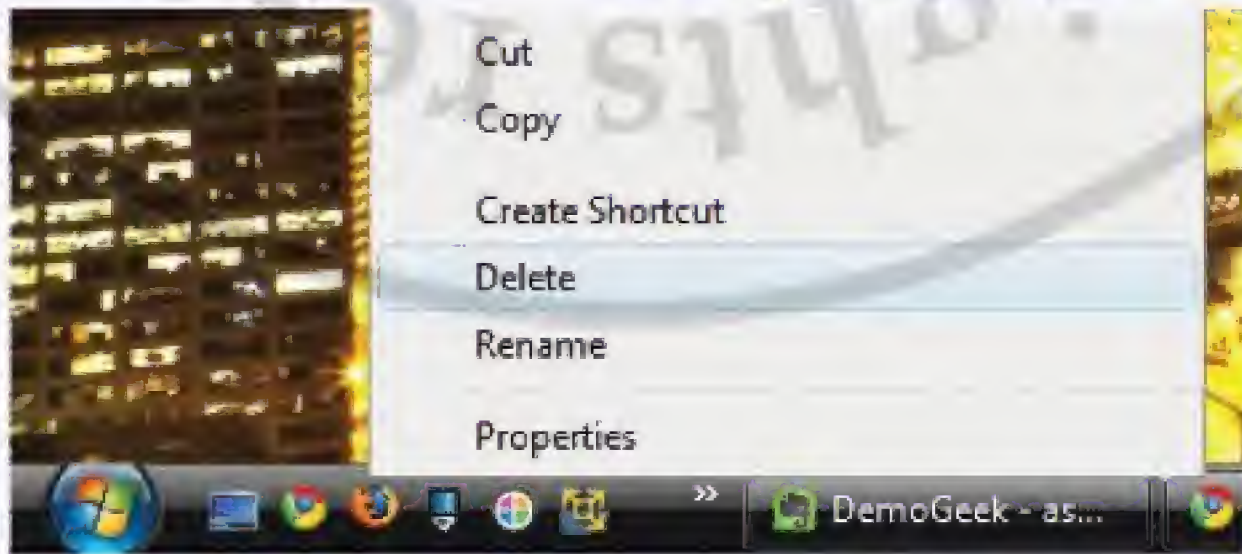 Cut
Copy
Create Shortcut
Delete
Rename
Properties
» DemoGeek - as...